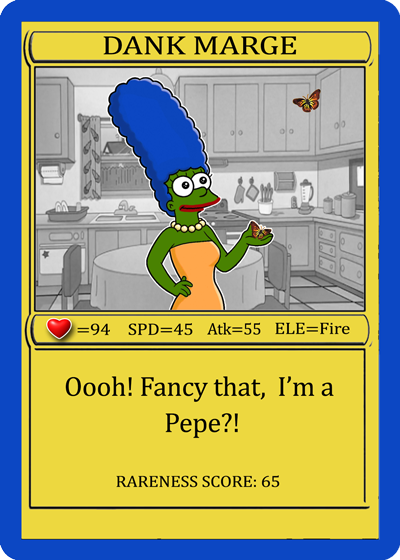 DANK MARGE
=94 SPD=45 Atk=55 ELE=Fire
Oooh! Fancy that, I'm a
Pepe?!
RARENESS SCORE: 65